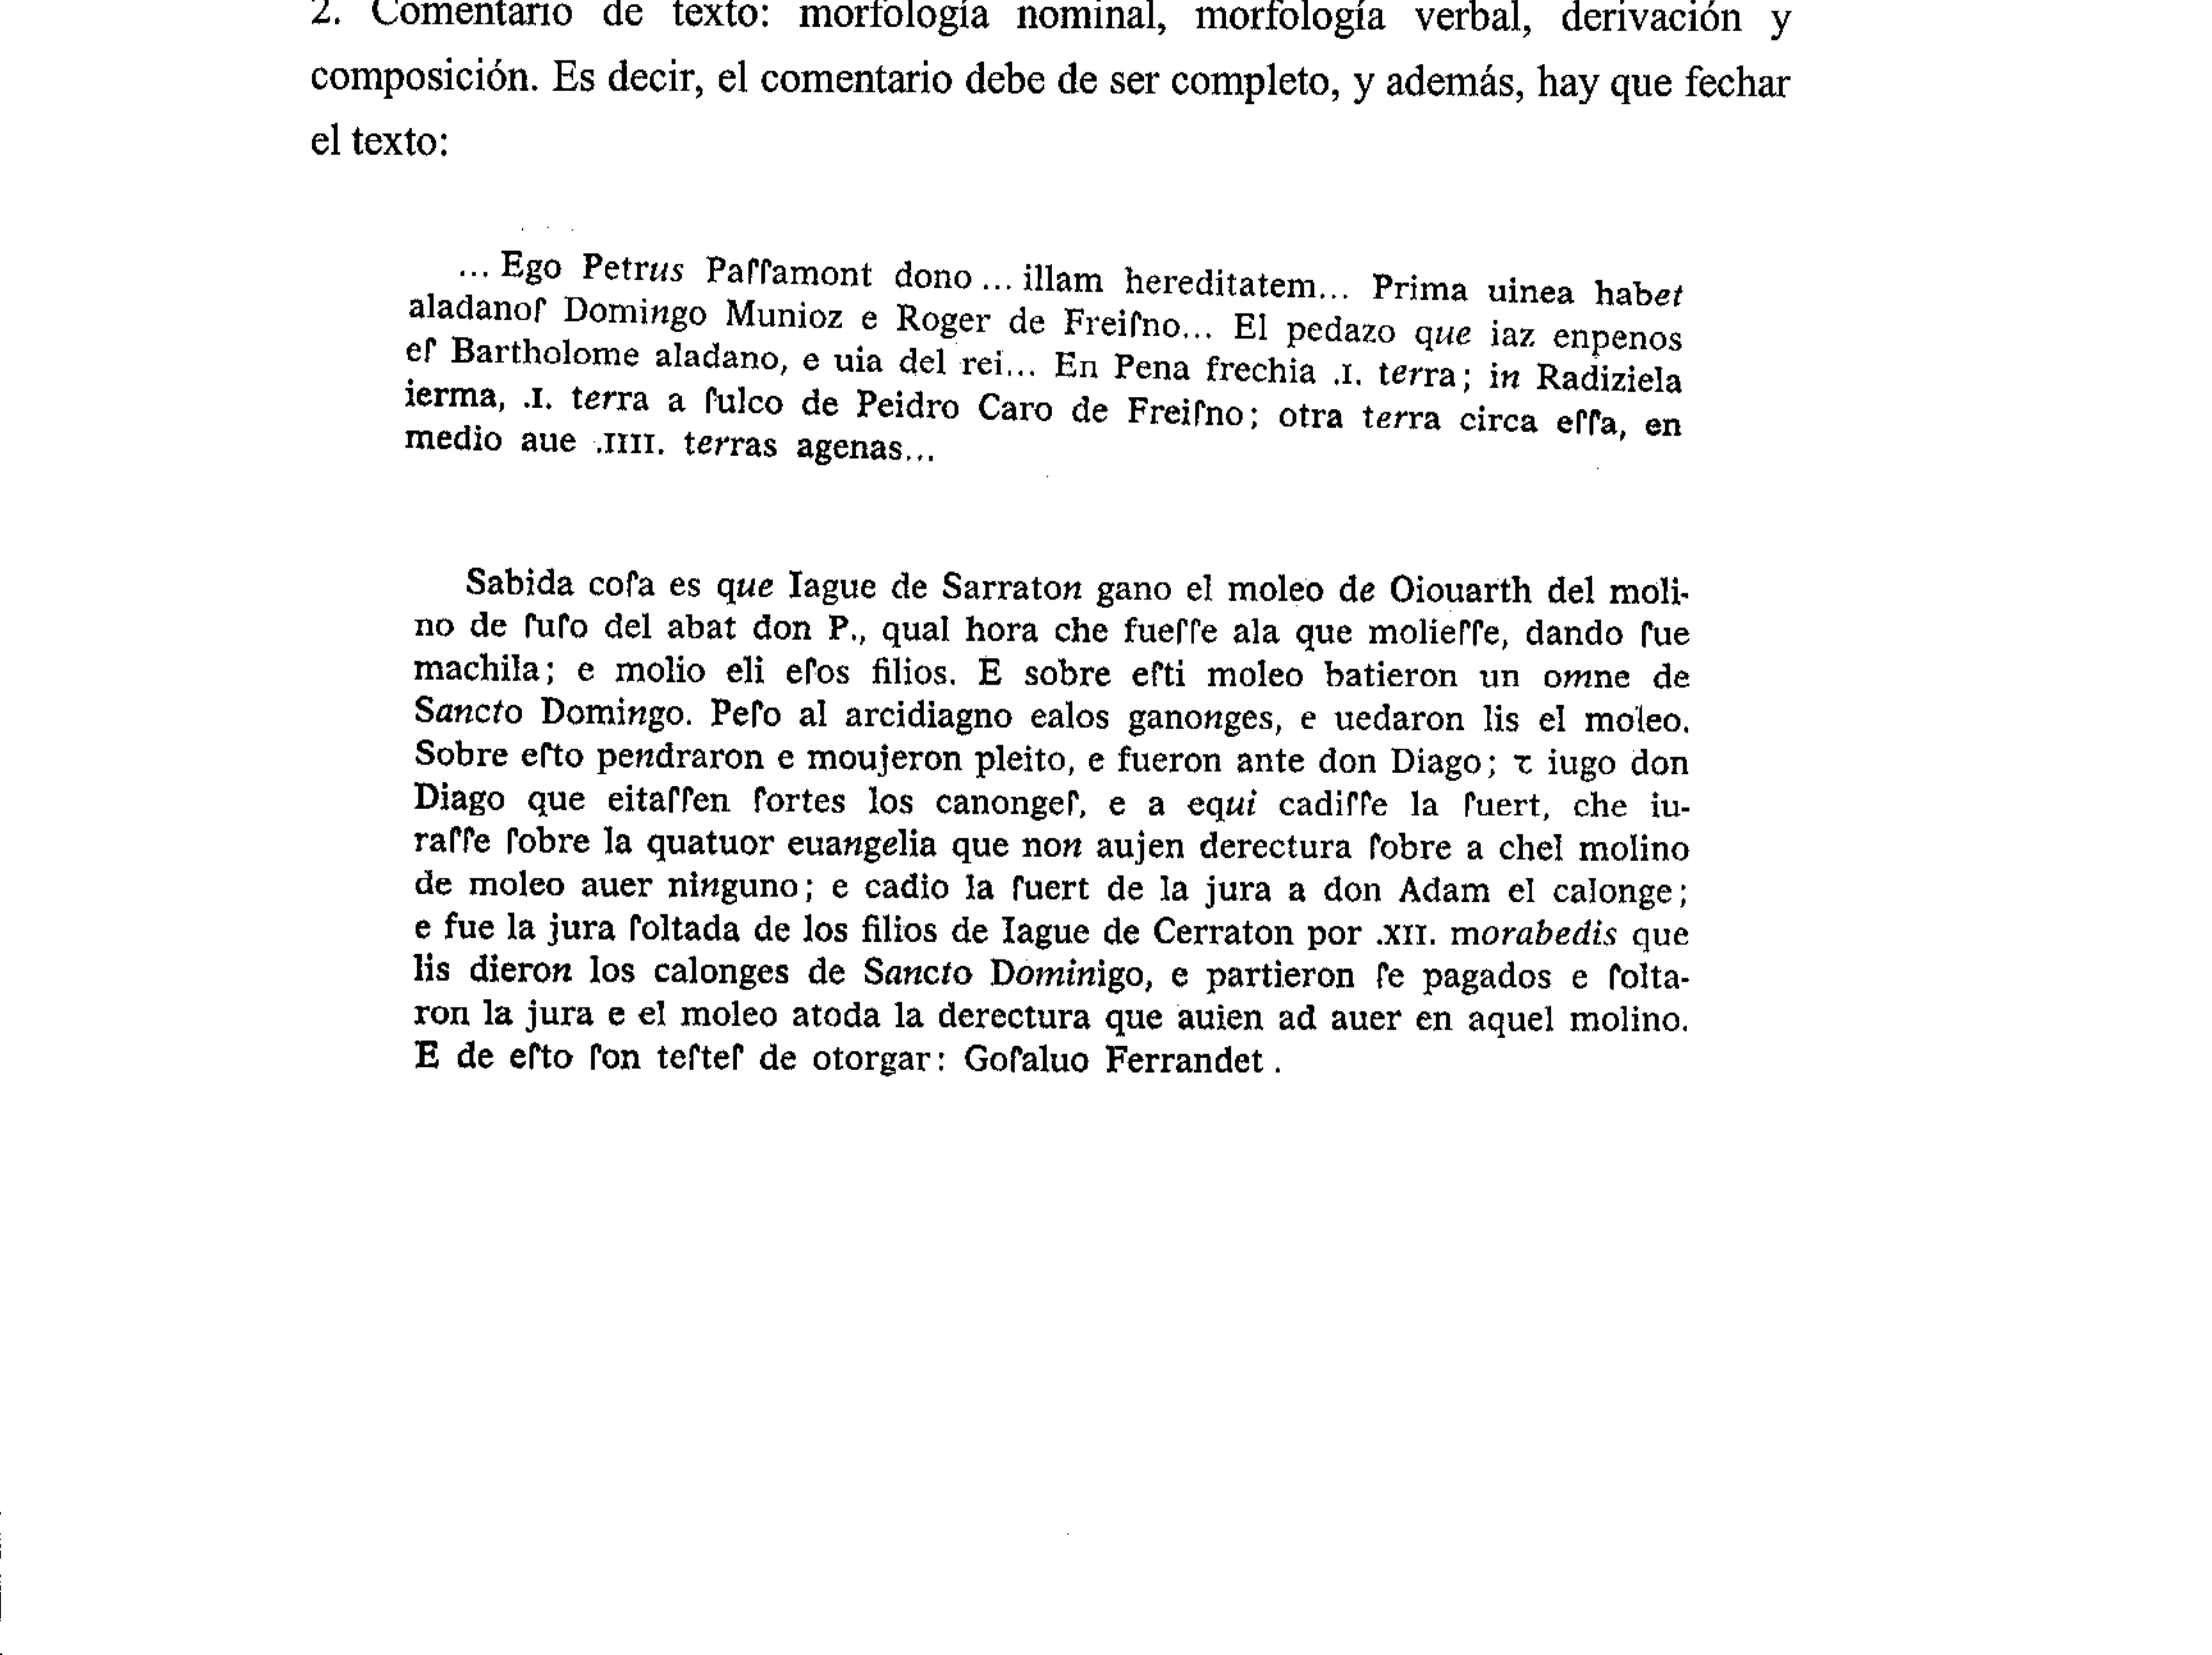 2. Comentario de texto: morfología nominal, morfología verbal, derivación y
composición. Es decir, el comentario debe de ser completo, y además, hay que fechar
el texto:
... Ego Petrus Paſſamont dono ... illam hereditatem... Prima uinea habet
aladanoſ Domingo Munioz e Roger de Freiſno... El pedazo que iaz enpenos
eſ Bartholome aladano, e uia del rei... En Pena frechia .I. terra; in Radiziela
ierma, .I. terra a ſulco de Peidro Caro de Freiſno; otra terra circa eſſa, en
medio aue .IIII. terras agenas...
Sabida coſa es que Iague de Sarraton gano el moleo de Oiouarth del moli-
no de ſuſo del abat don P., qual hora che fueſſe ala que molieſſe, dando ſue
machila; e molio eli eſos filios. E sobre eſti moleo batieron un omne de
Sancto Domingo. Peſo al arcidiagno ealos ganonges, e uedaron lis el moleo.
Sobre eſto pendraron e moujeron pleito, e fueron ante don Diago; τ iugo don
Diago que eitaſſen ſortes los canongeſ, e a equi cadiſſe la ſuert, che iu-
raſſe ſobre la quatuor euangelia que non aujen derectura ſobre a chel molino
de moleo auer ninguno; e cadio la ſuert de la jura a don Adam el calonge;
e fue la jura ſoltada de los filios de Iague de Cerraton por .XII. morabedis que
lis dieron los calonges de Sancto Dominigo, e partieron ſe pagados e ſolta-
ron la jura e el moleo atoda la derectura que auien ad auer en aquel molino.
E de eſto ſon teſteſ de otorgar: Goſaluo Ferrandet .